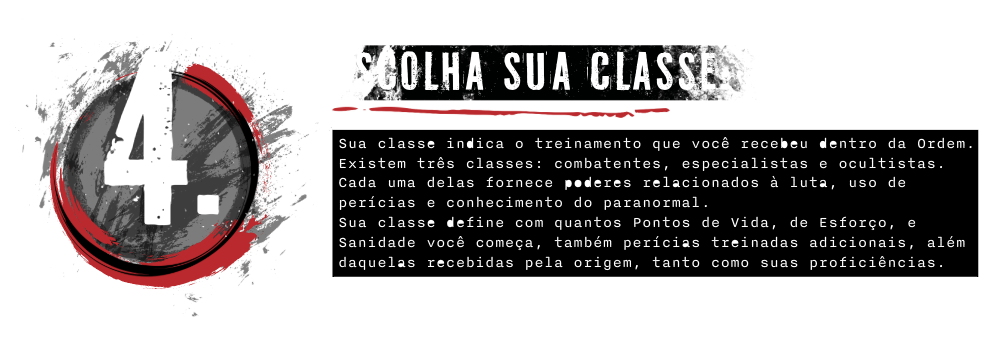 4.
ESCOLHA SUA CLASSE
Sua classe indica o treinamento que você recebeu dentro da Ordem.
Existem três classes: combatentes, especialistas e ocultistas.
Cada uma delas fornece poderes relacionados à luta, uso de
perícias e conhecimento do paranormal.
Sua classe define com quantos Pontos de Vida, de Esforço, e
Sanidade você começa, também perícias treinadas adicionais, além
daquelas recebidas pela origem, tanto como suas proficiências.